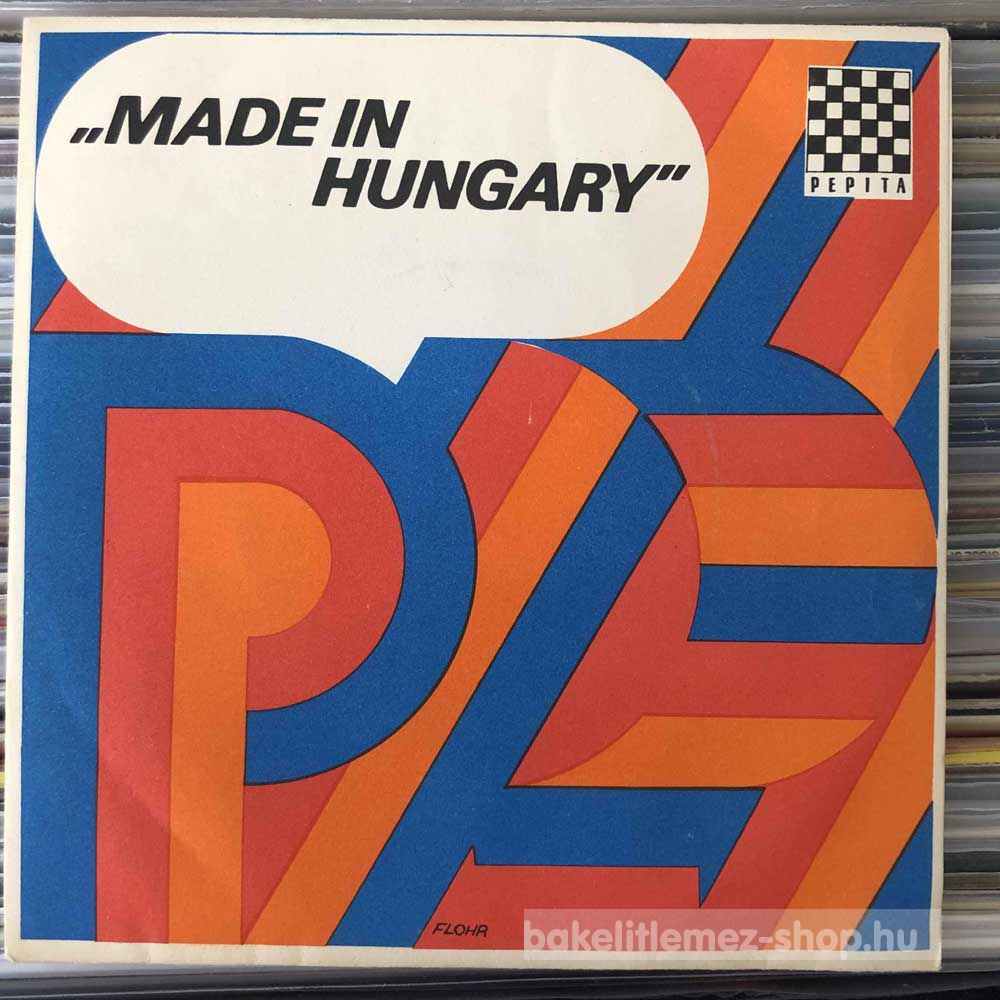 „MADE IN
HUNGARY”
PEPITA
FLOHR
bakelitlemez-shop.hu